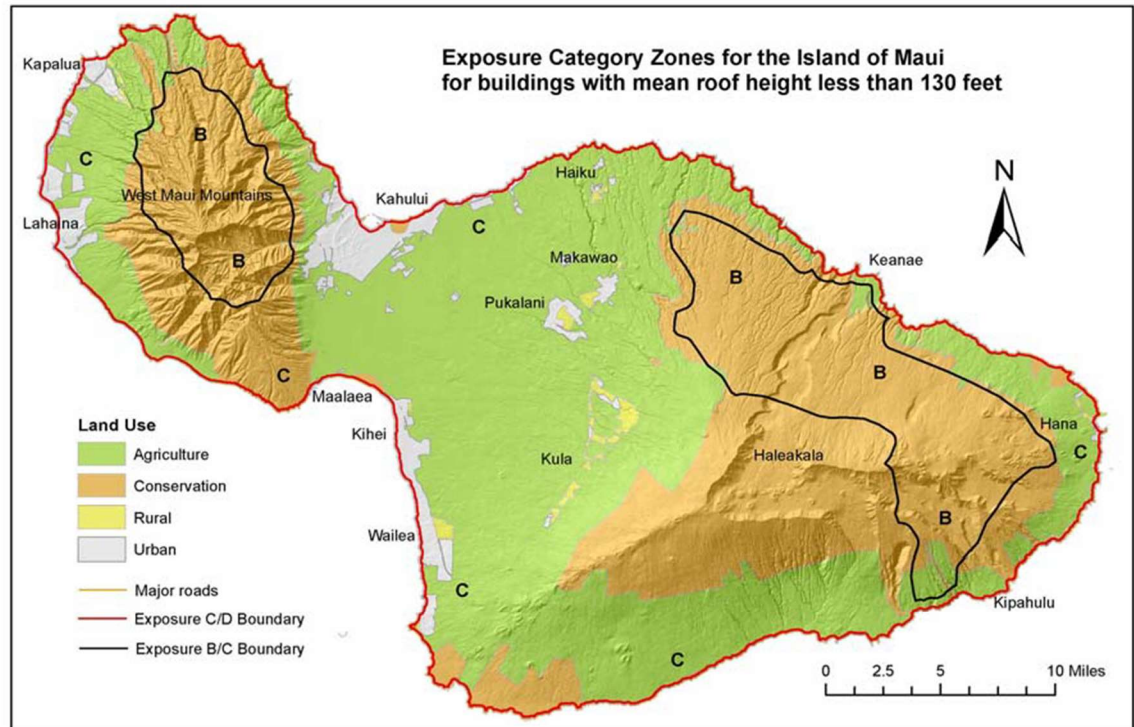 Exposure Category Zones for the Island of Maui
for buildings with mean roof height less than 130 feet
Kapalua
B
C
West Maui Mountains
Lahaina
B
Kahului
C
Haiku
N
Makawao
Pukalani
B
Keanae
B
C
Maalaea
Kihei
Kula
Haleakala
Hana
C
Wailea
B
C
Kipahulu
C
Land Use
Agriculture
Conservation
Rural
Urban
Major roads
Exposure C/D Boundary
Exposure B/C Boundary
0 2.5 5 10 Miles